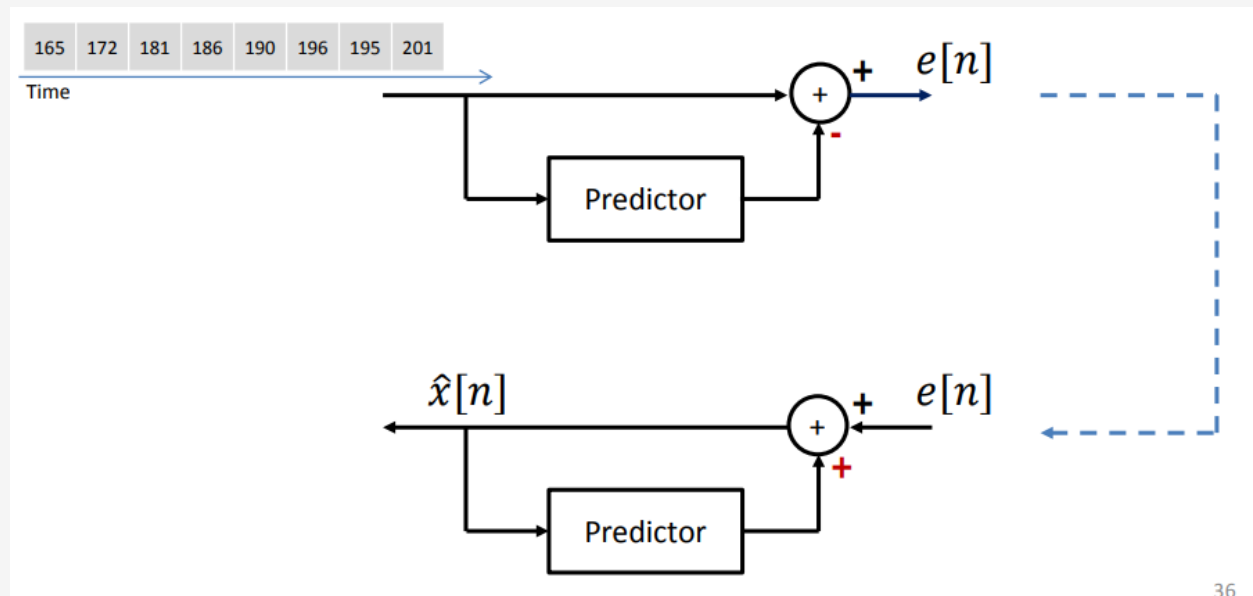 165 172 181 186 190 196 195 201
Time
+ e[n]
+
-
Predictor
x̂[n]
+ e[n]
+
+
Predictor
36